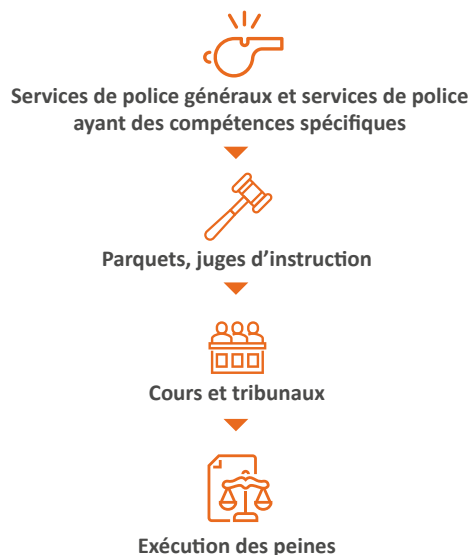 Services de police généraux et services de police
ayant des compétences spécifiques
Parquets, juges d’instruction
Cours et tribunaux
Exécution des peines